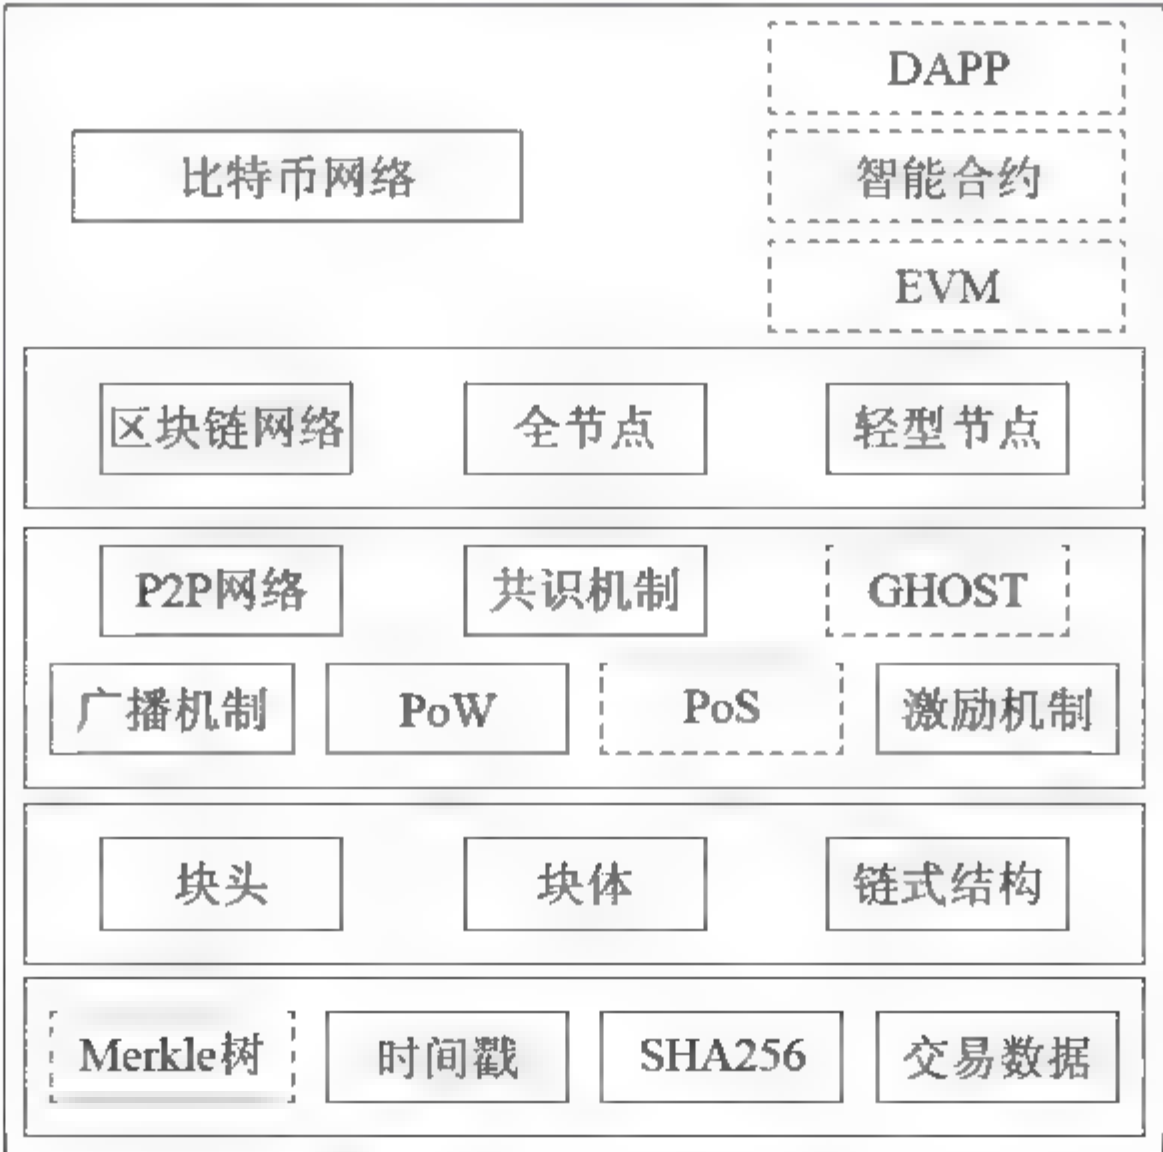 DAPP
比特币网络
智能合约
EVM
区块链网络 全节点 轻型节点
P2P网络 共识机制 GHOST
广播机制 PoW PoS 激励机制
块头 块体 链式结构
Merkle树 时间戳 SHA256 交易数据